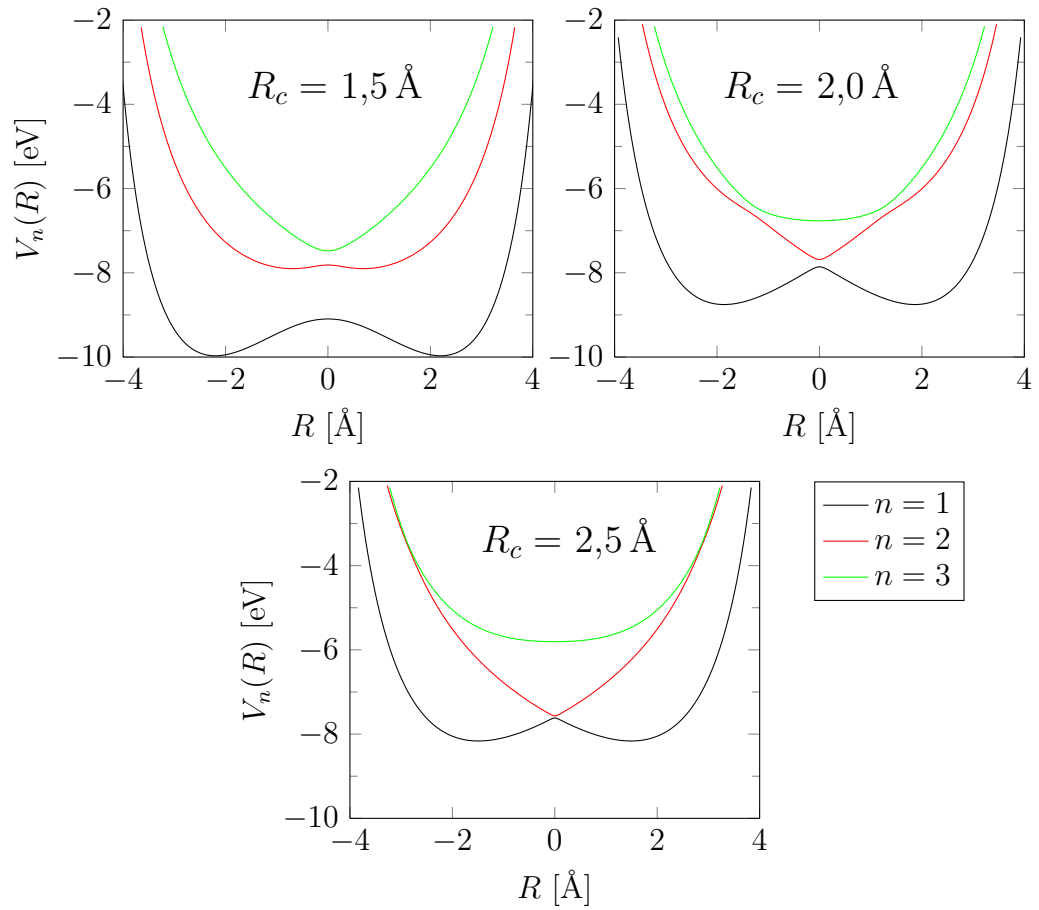 −2
−4
−6
−8
−10
V_n(R) [eV]
R_c = 1,5 Å
−4 −2 0 2 4
R [Å]
−2
−4
−6
−8
−10
R_c = 2,0 Å
−4 −2 0 2 4
R [Å]
−2
−4
−6
−8
−10
V_n(R) [eV]
R_c = 2,5 Å
−4 −2 0 2 4
R [Å]
n = 1
n = 2
n = 3